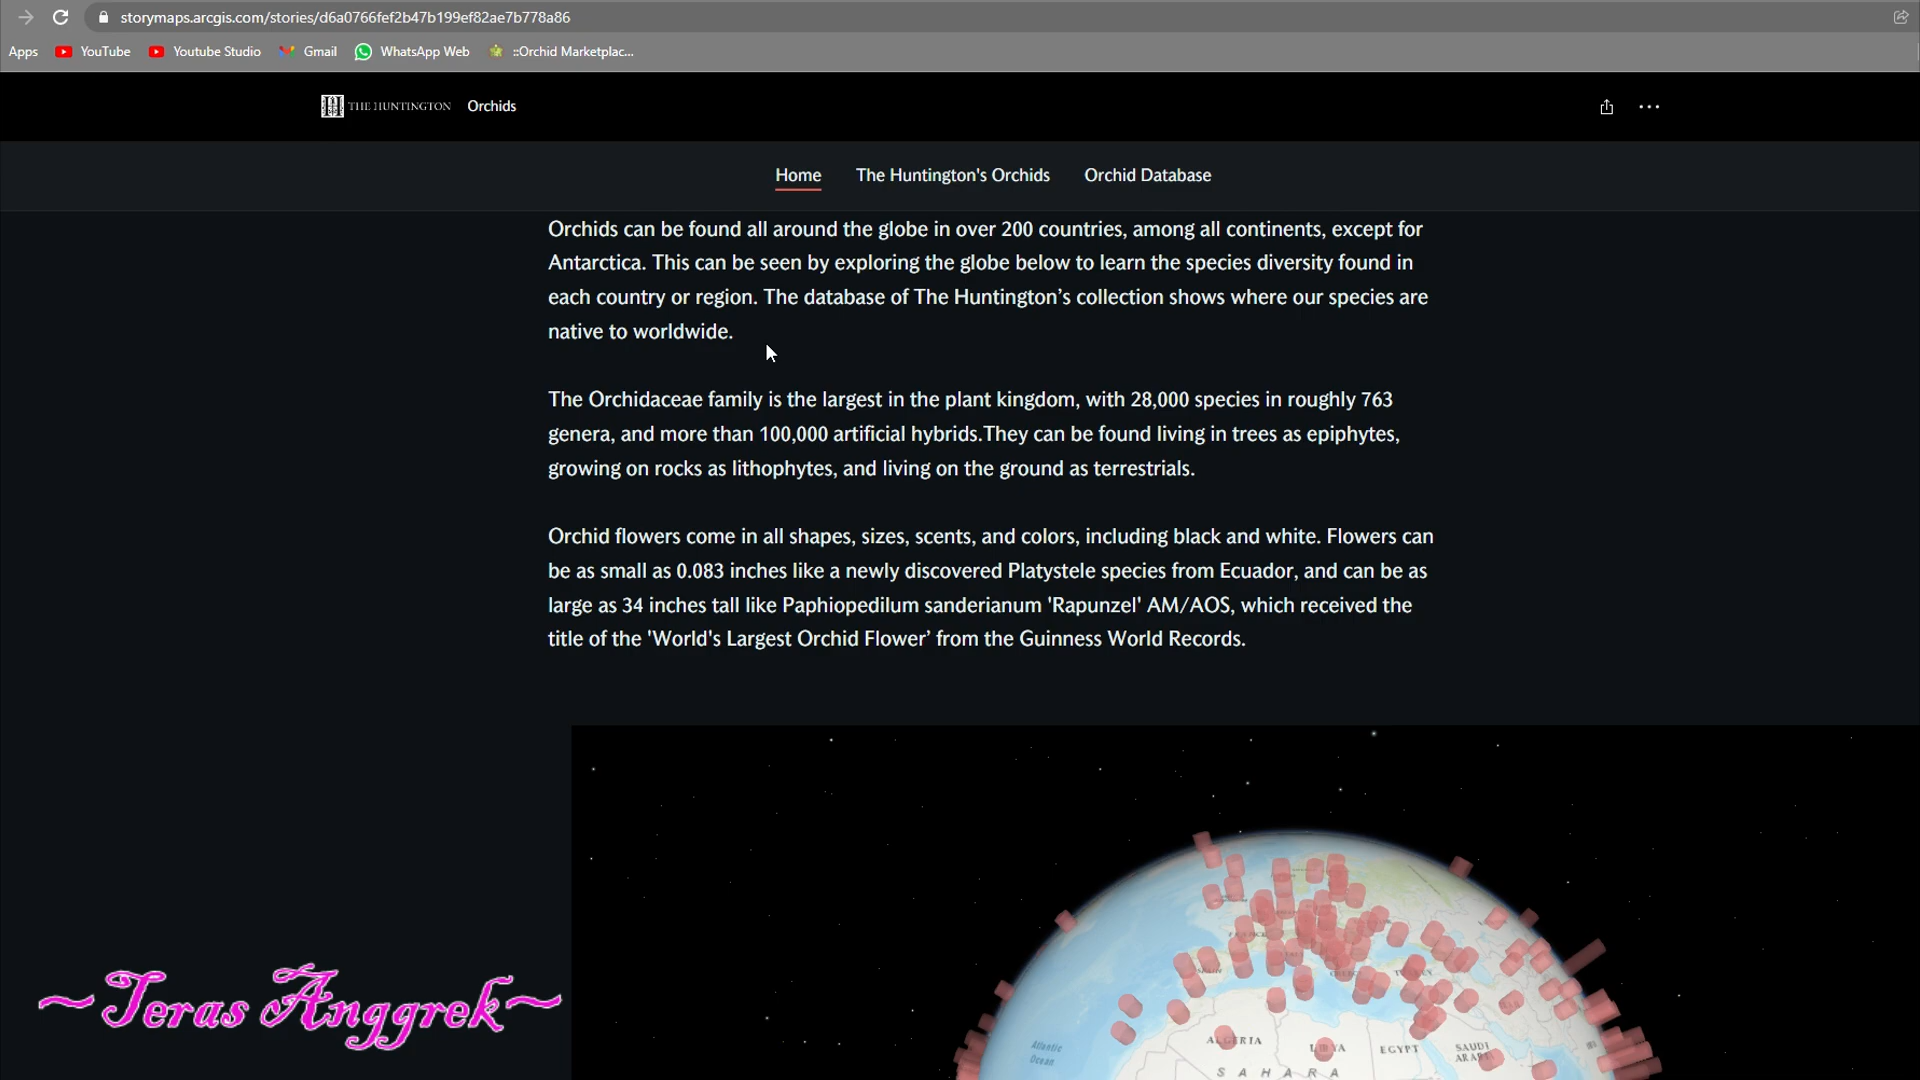 storymaps.arcgis.com/stories/d6a0766fef2b47b199ef82ae7b778a86
Apps YouTube Youtube Studio Gmail WhatsApp Web ::Orchid Marketplac...
THE HUNTINGTON Orchids
Home The Huntington's Orchids Orchid Database
Orchids can be found all around the globe in over 200 countries, among all continents, except for
Antarctica. This can be seen by exploring the globe below to learn the species diversity found in
each country or region. The database of The Huntington’s collection shows where our species are
native to worldwide.
The Orchidaceae family is the largest in the plant kingdom, with 28,000 species in roughly 763
genera, and more than 100,000 artificial hybrids.They can be found living in trees as epiphytes,
growing on rocks as lithophytes, and living on the ground as terrestrials.
Orchid flowers come in all shapes, sizes, scents, and colors, including black and white. Flowers can
be as small as 0.083 inches like a newly discovered Platystele species from Ecuador, and can be as
large as 34 inches tall like Paphiopedilum sanderianum 'Rapunzel' AM/AOS, which received the
title of the 'World's Largest Orchid Flower’ from the Guinness World Records.
~Teras Anggrek~
Atlantic
Ocean
ALGERIA
EGYPT
SAUDI
SAHARA